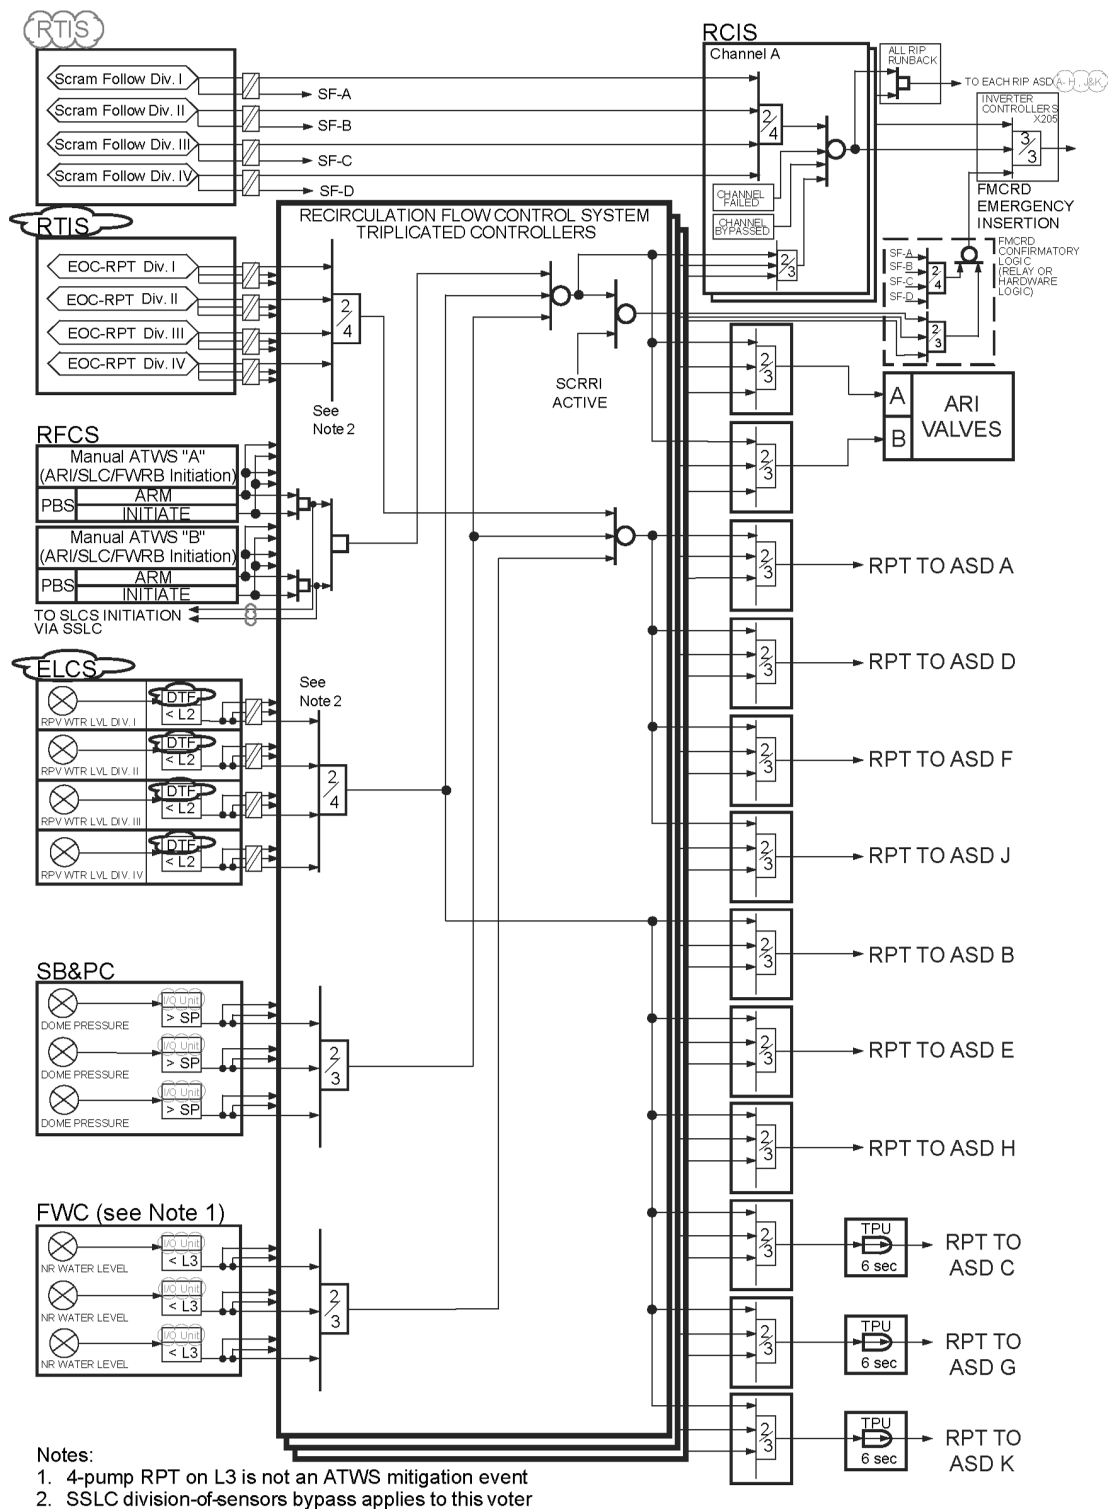 RTIS
Scram Follow Div. I
SF-A
Scram Follow Div. II
SF-B
Scram Follow Div. III
SF-C
Scram Follow Div. IV
SF-D
RCIS
Channel A
2/4
CHANNEL
FAILED
CHANNEL
BYPASSED
2/3
ALL RIP
RUNBACK
TO EACH RIP ASD A-H, J&K
INVERTER
CONTROLLERS
X205
3/3
FMCRD
EMERGENCY
INSERTION
FMCRD
CONFIRMATORY
LOGIC
(RELAY OR
HARDWARE
LOGIC)
SF-A
SF-B
SF-C
SF-D
2/4
2/3
RTIS
EOC-RPT Div. I
EOC-RPT Div. II
EOC-RPT Div. III
EOC-RPT Div. IV
RECIRCULATION FLOW CONTROL SYSTEM
TRIPLICATED CONTROLLERS
2/4
See
Note 2
SCRRI
ACTIVE
2/3
A
B
ARI
VALVES
2/3
RFCS
Manual ATWS "A"
(ARI/SLC/FWRB Initiation)
PBS
ARM
INITIATE
Manual ATWS "B"
(ARI/SLC/FWRB Initiation)
PBS
ARM
INITIATE
TO SLCS INITIATION
VIA SSLC
2/3
RPT TO ASD A
2/3
RPT TO ASD D
2/3
RPT TO ASD F
2/3
RPT TO ASD J
2/3
RPT TO ASD B
2/3
RPT TO ASD E
2/3
RPT TO ASD H
2/3
TPU
6 sec
RPT TO
ASD C
2/3
TPU
6 sec
RPT TO
ASD G
2/3
TPU
6 sec
RPT TO
ASD K
ELCS
DTF
< L2
RPV WTR LVL DIV. I
DTF
< L2
RPV WTR LVL DIV. II
DTF
< L2
RPV WTR LVL DIV. III
DTF
< L2
RPV WTR LVL DIV. IV
See
Note 2
2/4
SB&PC
I/O Unit
> SP
DOME PRESSURE
I/O Unit
> SP
DOME PRESSURE
I/O Unit
> SP
DOME PRESSURE
2/3
FWC (see Note 1)
I/O Unit
< L3
NR WATER LEVEL
I/O Unit
< L3
NR WATER LEVEL
I/O Unit
< L3
NR WATER LEVEL
2/3
Notes:
1. 4-pump RPT on L3 is not an ATWS mitigation event
2. SSLC division-of-sensors bypass applies to this voter